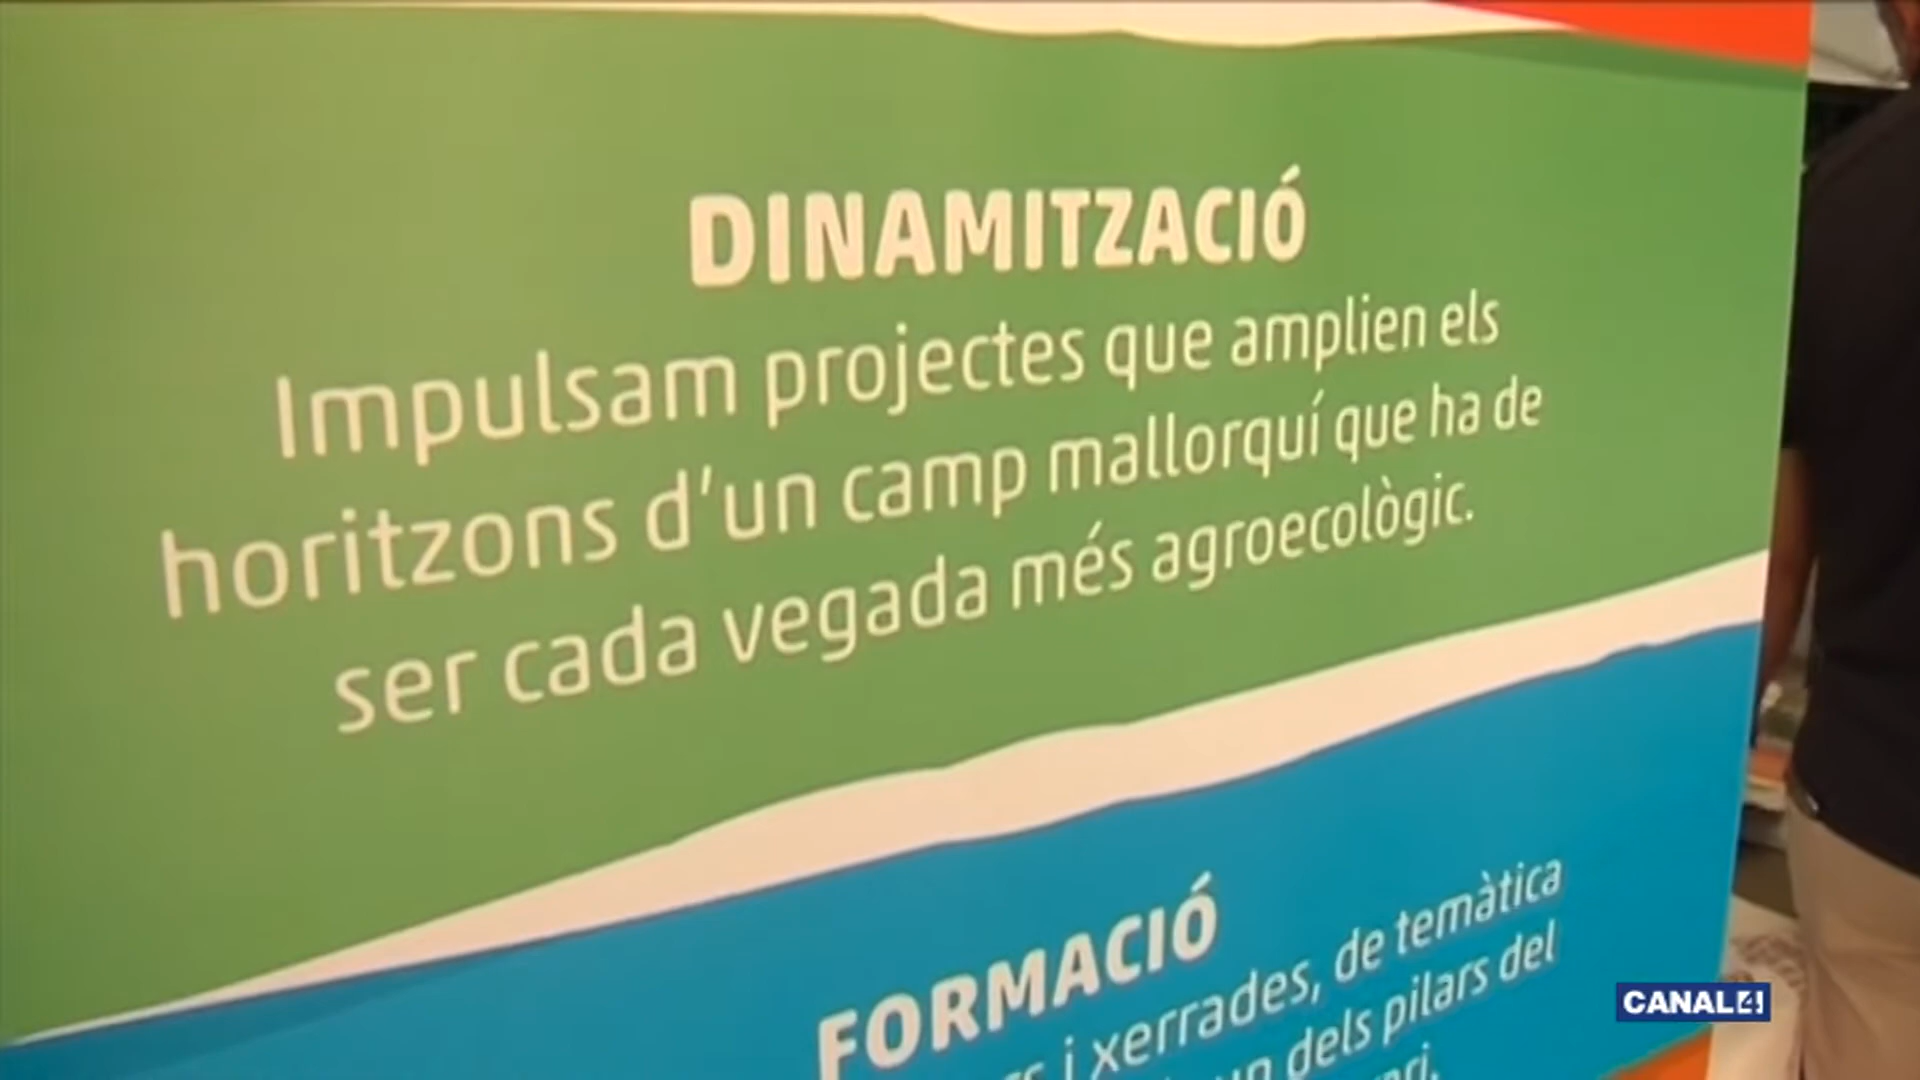 DINAMITZACIÓ
Impulsam projectes que amplien els
horitzons d'un camp mallorquí que ha de
ser cada vegada més agroecològic.
FORMACIÓ
i xerrades, de temàtica
un dels pilars del
CANAL4